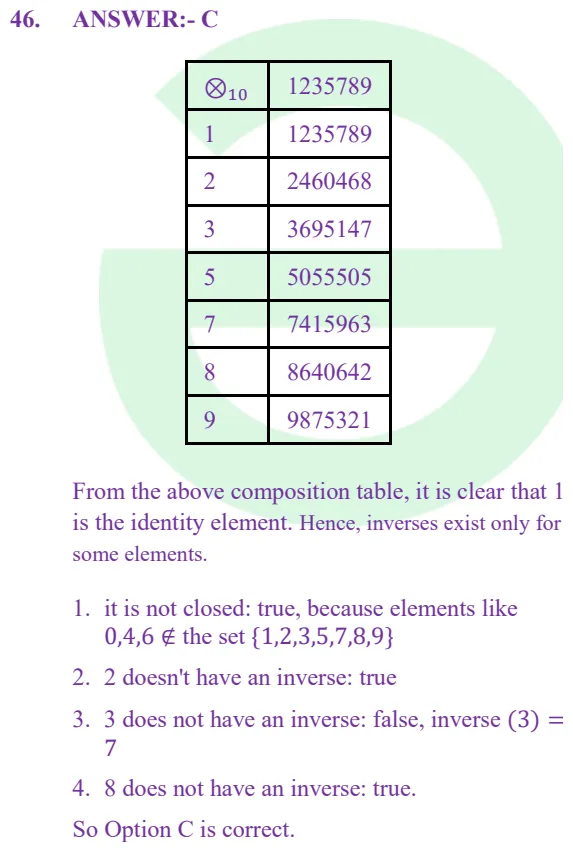 46. ANSWER:- C
⊗₁₀ 1235789
1 1235789
2 2460468
3 3695147
5 5055505
7 7415963
8 8640642
9 9875321
From the above composition table, it is clear that 1
is the identity element. Hence, inverses exist only for
some elements.
1. it is not closed: true, because elements like
0,4,6 ∉ the set {1,2,3,5,7,8,9}
2. 2 doesn't have an inverse: true
3. 3 does not have an inverse: false, inverse (3) =
7
4. 8 does not have an inverse: true.
So Option C is correct.